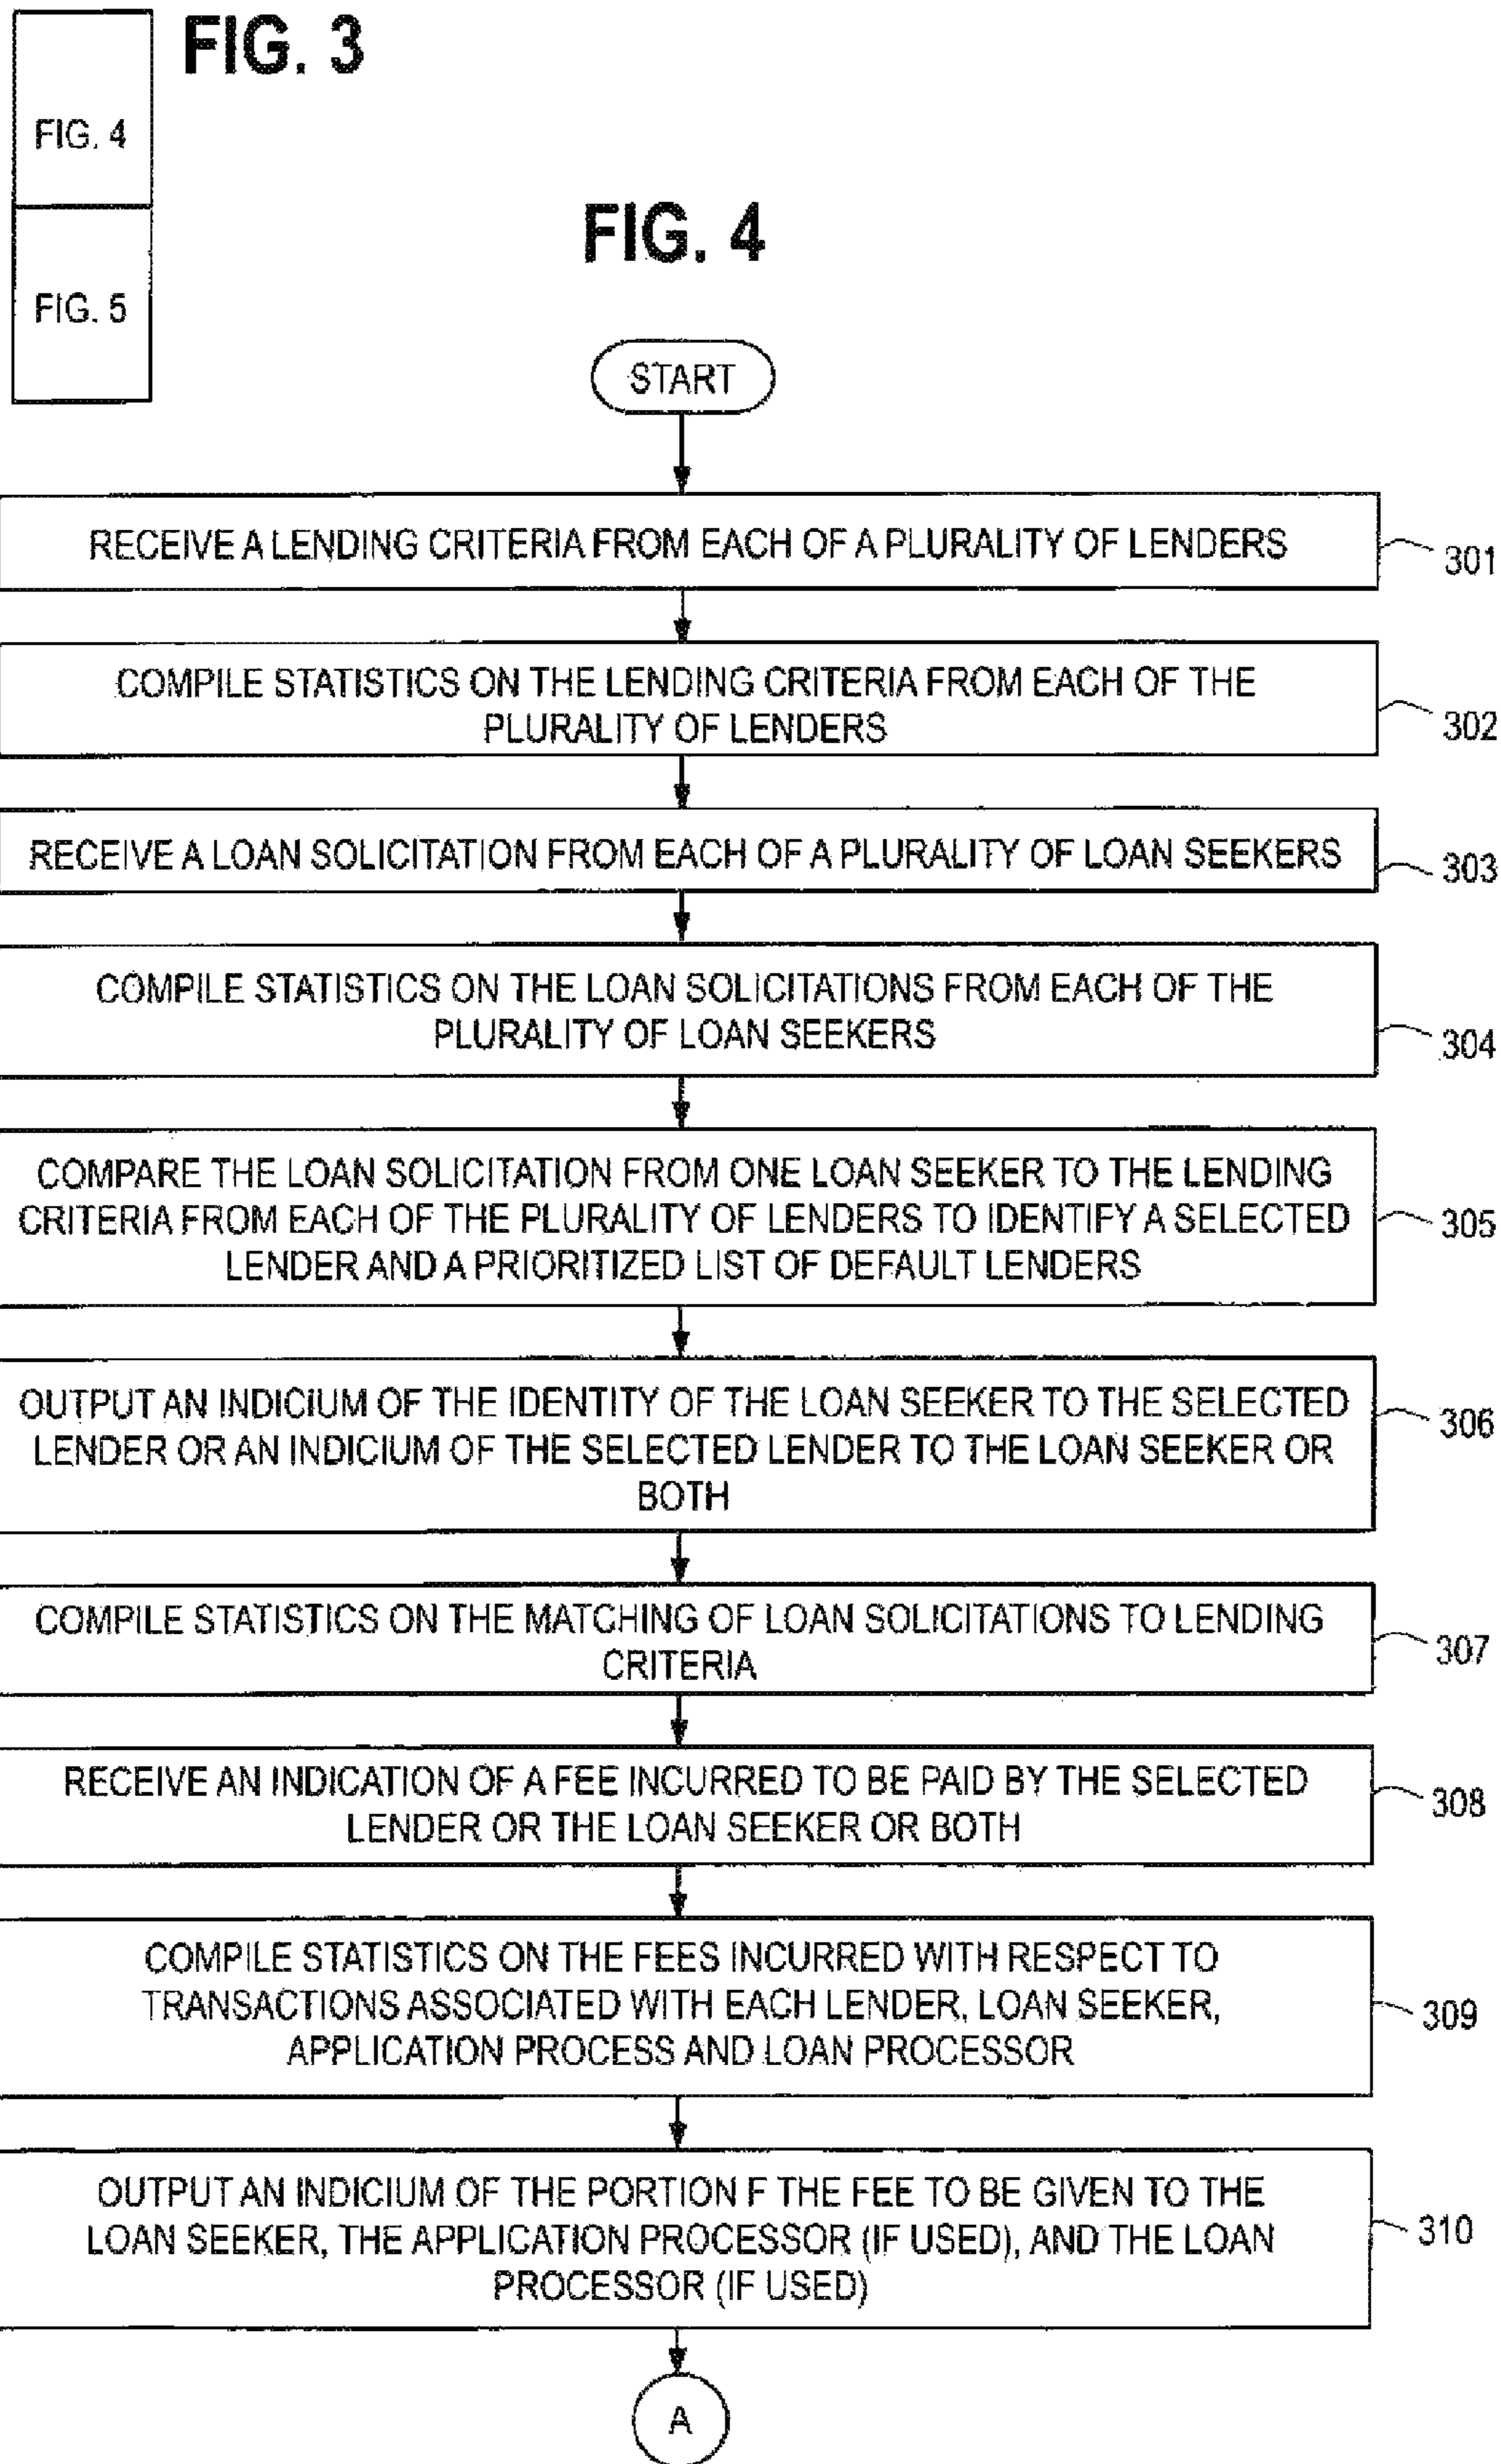 FIG. 3
FIG. 4
FIG. 5
FIG. 4
START
RECEIVE A LENDING CRITERIA FROM EACH OF A PLURALITY OF LENDERS
301
COMPILE STATISTICS ON THE LENDING CRITERIA FROM EACH OF THE
PLURALITY OF LENDERS
302
RECEIVE A LOAN SOLICITATION FROM EACH OF A PLURALITY OF LOAN SEEKERS
303
COMPILE STATISTICS ON THE LOAN SOLICITATIONS FROM EACH OF THE
PLURALITY OF LOAN SEEKERS
304
COMPARE THE LOAN SOLICITATION FROM ONE LOAN SEEKER TO THE LENDING
CRITERIA FROM EACH OF THE PLURALITY OF LENDERS TO IDENTIFY A SELECTED
LENDER AND A PRIORITIZED LIST OF DEFAULT LENDERS
305
OUTPUT AN INDICIUM OF THE IDENTITY OF THE LOAN SEEKER TO THE SELECTED
LENDER OR AN INDICIUM OF THE SELECTED LENDER TO THE LOAN SEEKER OR
BOTH
306
COMPILE STATISTICS ON THE MATCHING OF LOAN SOLICITATIONS TO LENDING
CRITERIA
307
RECEIVE AN INDICATION OF A FEE INCURRED TO BE PAID BY THE SELECTED
LENDER OR THE LOAN SEEKER OR BOTH
308
COMPILE STATISTICS ON THE FEES INCURRED WITH RESPECT TO
TRANSACTIONS ASSOCIATED WITH EACH LENDER, LOAN SEEKER,
APPLICATION PROCESS AND LOAN PROCESSOR
309
OUTPUT AN INDICIUM OF THE PORTION F THE FEE TO BE GIVEN TO THE
LOAN SEEKER, THE APPLICATION PROCESSOR (IF USED), AND THE LOAN
PROCESSOR (IF USED)
310
A